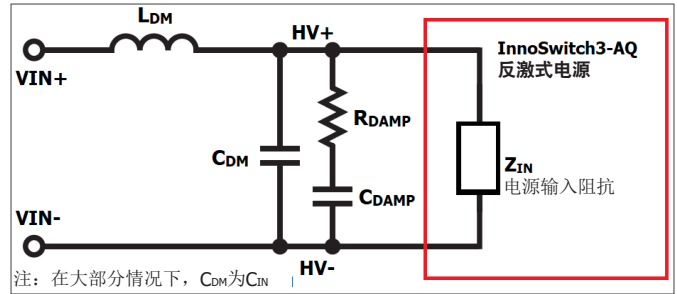 LDM
HV+
InnoSwitch3-AQ
反激式电源
VIN+
RDAMP
CDM
ZIN
电源输入阻抗
CDAMP
VIN-
HV-
注：在大部分情况下，CDM为CIN